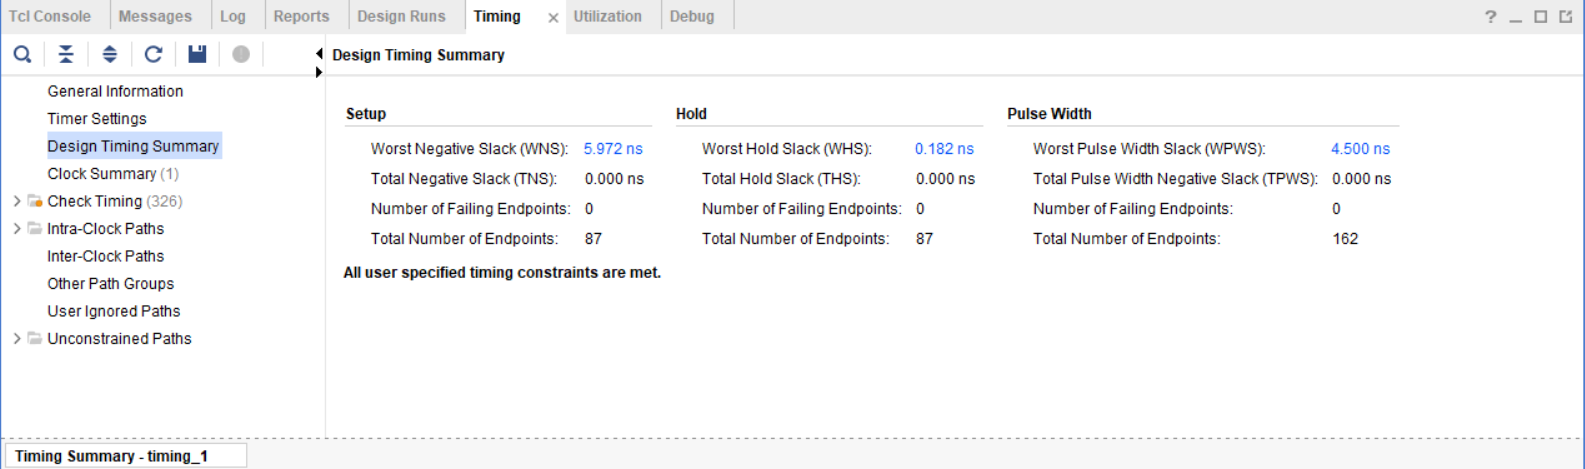 Tcl Console Messages Log Reports Design Runs Timing × Utilization Debug ?
Design Timing Summary
General Information
Timer Settings
Design Timing Summary
Clock Summary (1)
Check Timing (326)
Intra-Clock Paths
Inter-Clock Paths
Other Path Groups
User Ignored Paths
Unconstrained Paths
Setup Hold Pulse Width
Worst Negative Slack (WNS): 5.972 ns Worst Hold Slack (WHS): 0.182 ns Worst Pulse Width Slack (WPWS): 4.500 ns
Total Negative Slack (TNS): 0.000 ns Total Hold Slack (THS): 0.000 ns Total Pulse Width Negative Slack (TPWS): 0.000 ns
Number of Failing Endpoints: 0 Number of Failing Endpoints: 0 Number of Failing Endpoints: 0
Total Number of Endpoints: 87 Total Number of Endpoints: 87 Total Number of Endpoints: 162
All user specified timing constraints are met.
Timing Summary - timing_1